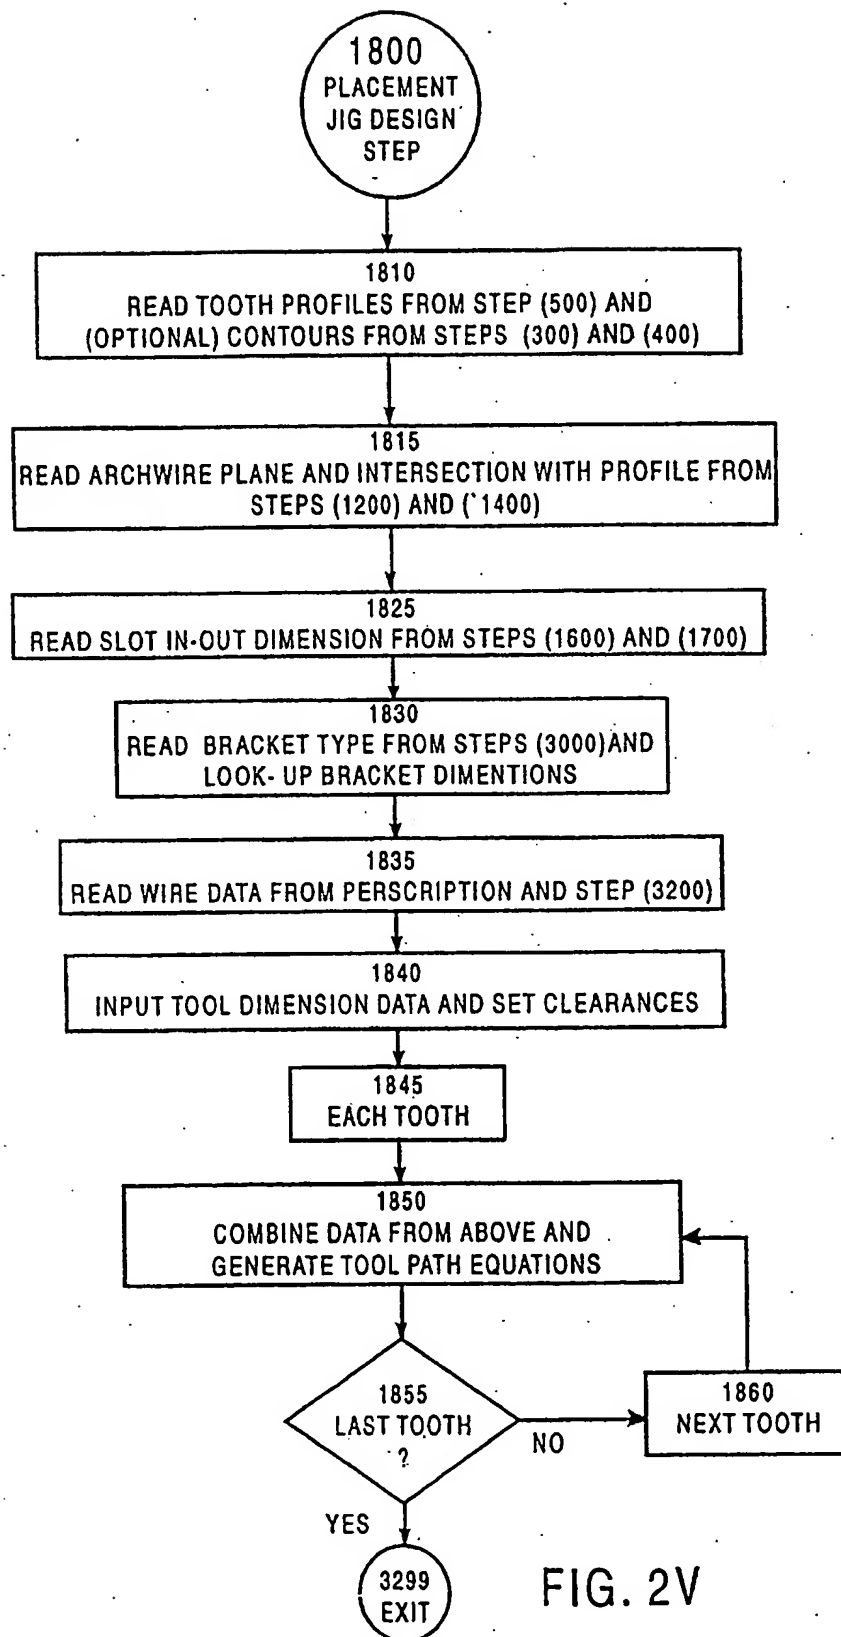 1800
PLACEMENT
JIG DESIGN
STEP
1810
READ TOOTH PROFILES FROM STEP (500) AND
(OPTIONAL) CONTOURS FROM STEPS (300) AND (400)
1815
READ ARCHWIRE PLANE AND INTERSECTION WITH PROFILE FROM
STEPS (1200) AND (1400)
1825
READ SLOT IN-OUT DIMENSION FROM STEPS (1600) AND (1700)
1830
READ BRACKET TYPE FROM STEPS (3000) AND
LOOK-UP BRACKET DIMENTIONS
1835
READ WIRE DATA FROM PERSCRIPTION AND STEP (3200)
1840
INPUT TOOL DIMENSION DATA AND SET CLEARANCES
1845
EACH TOOTH
1850
COMBINE DATA FROM ABOVE AND
GENERATE TOOL PATH EQUATIONS
1855
LAST TOOTH
?
NO
1860
NEXT TOOTH
YES
3299
EXIT
FIG. 2V